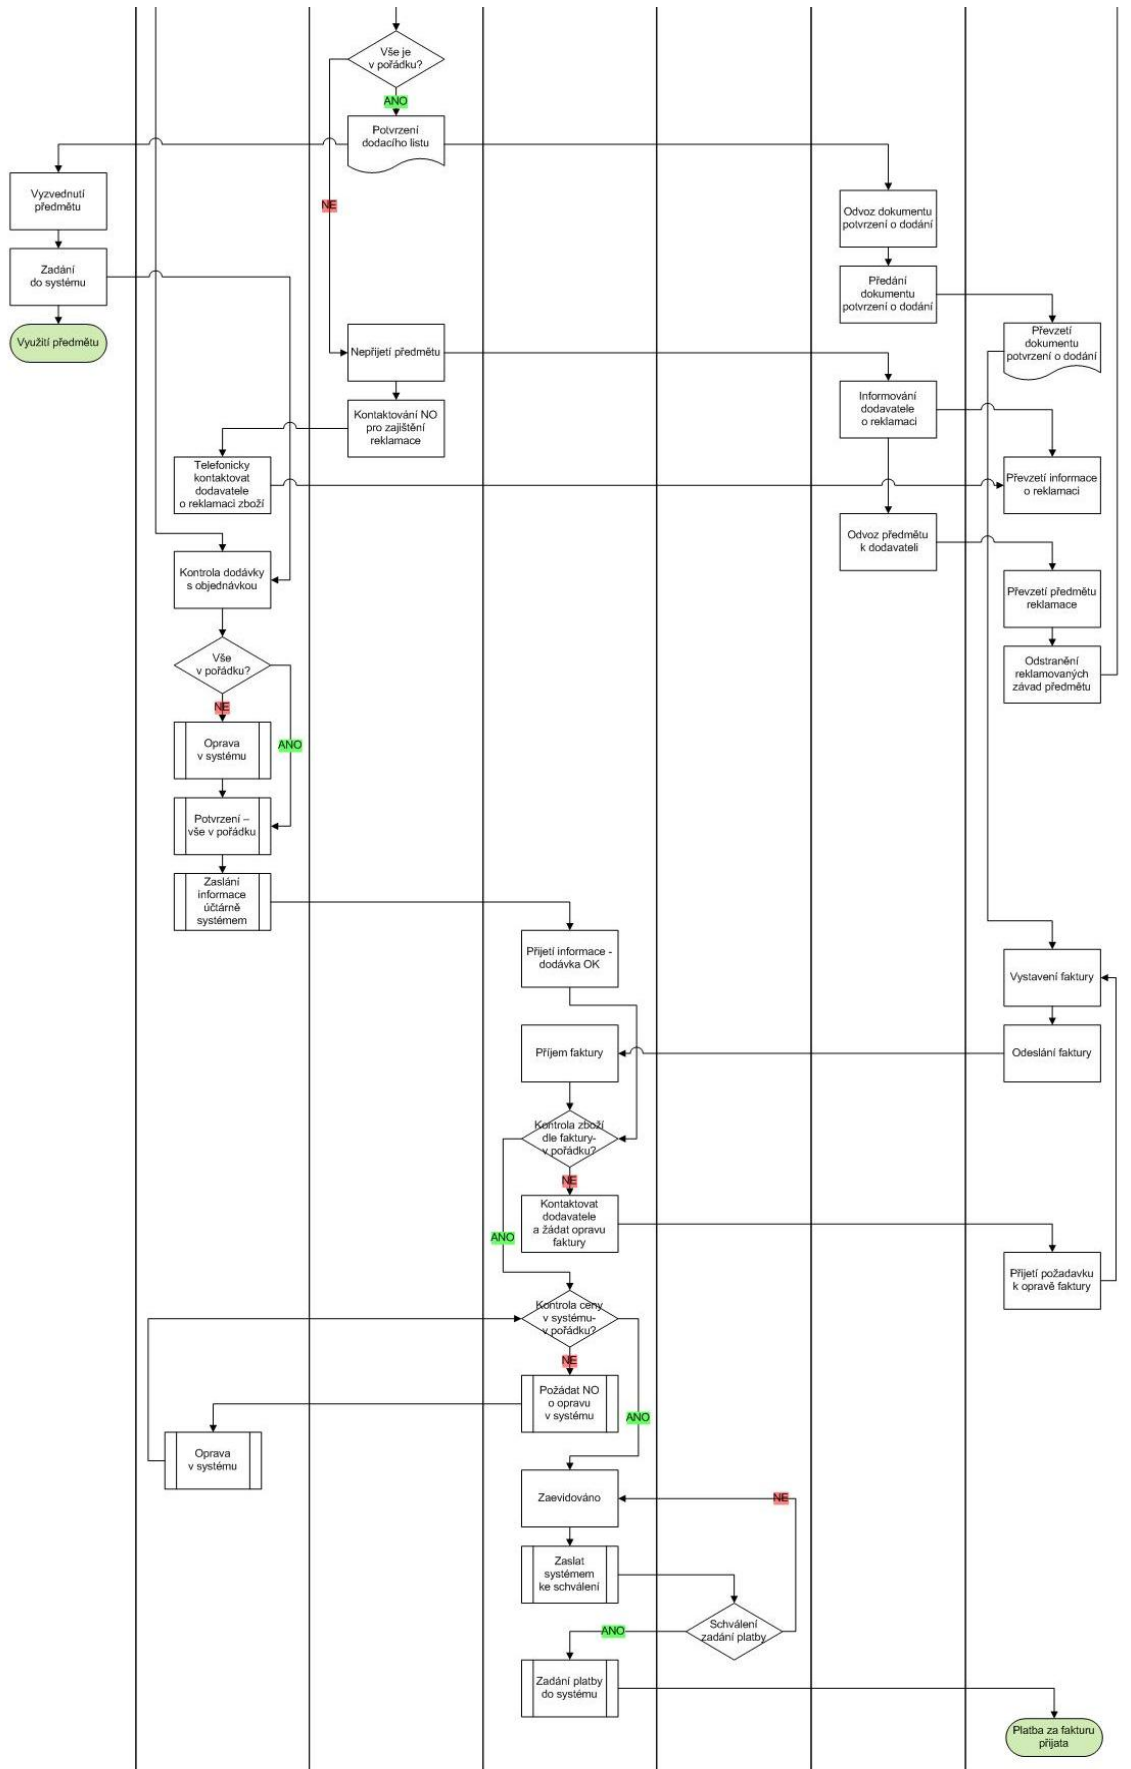 Vše je
v pořádku?
ANO
Potvrzení
dodacího listu
Vyzvednutí
předmětu
NE
Odvoz dokumentu
potvrzení o dodání
Zadání
do systému
Předání
dokumentu
potvrzení o dodání
Využití předmětu
Nepřijetí předmětu
Převzetí
dokumentu
potvrzení o dodání
Kontaktování NO
pro zajištění
reklamace
Informování
dodavatele
o reklamaci
Telefonicky
kontaktovat
dodavatele
o reklamaci zboží
Převzetí informace
o reklamaci
Odvoz předmětu
k dodavateli
Kontrola dodávky
s objednávkou
Převzetí předmětu
reklamace
Vše
v pořádku?
Odstranění
reklamovaných
závad předmětu
NE
Oprava
v systému
ANO
Potvrzení –
vše v pořádku
Zaslání
informace
účtárně
systémem
Přijetí informace -
dodávka OK
Vystavení faktury
Příjem faktury
Odeslání faktury
Kontrola zboží
dle faktury-
v pořádku?
NE
Kontaktovat
dodavatele
a žádat opravu
faktury
ANO
Přijetí požadavku
k opravě faktury
Kontrola ceny
v systému-
v pořádku?
NE
Požádat NO
o opravu
v systému
ANO
Oprava
v systému
Zaevidováno
NE
Zaslat
systémem
ke schválení
Schválení
zadání platby
ANO
Zadání platby
do systému
Platba za fakturu
přijata